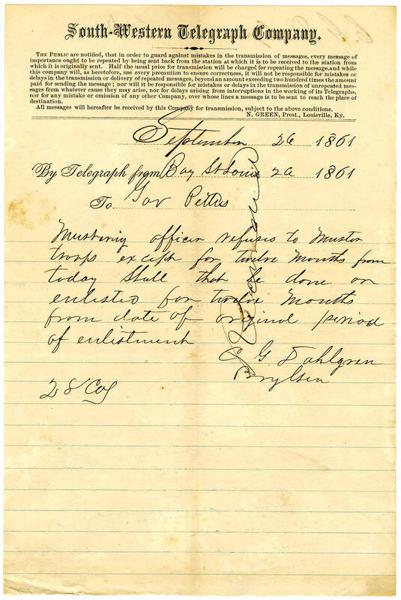 South-Western Telegraph Company.
THE PUBLIC are notified, that in order to guard against mistakes in the transmission of messages, every message of
importance ought to be repeated by being sent back from the station at which it is to be received to the station from
which it is originally sent. Half the usual price for transmission will be charged for repeating the message, and while
this company will, as heretofore, use every precaution to ensure correctness, it will not be responsible for mistakes or
delays in the transmission or delivery of repeated messages, beyond an amount exceeding two hundred times the amount
paid for sending the message; nor will it be responsible for mistakes or delays in the transmission of unrepeated messages
from whatever cause they may arise, nor for delays arising from interruptions in the working of its Telegraphs,
nor for any mistake or omission of any other Company, over whose lines a message is to be sent to reach the place of
destination.
All messages will hereafter be received by this Company for transmission, subject to the above conditions.
N. GREEN, Prest., Louisville, Ky.
September 26 1861
By Telegraph from Bay St Louis 26 1861
To Gov Pettus
Mustering officer refuses to Muster
troops except for twelve Months from
today Shall that be done or
enlisted for twelve Months
from date of original period
of enlistment
C G Dahlgren
28 Col